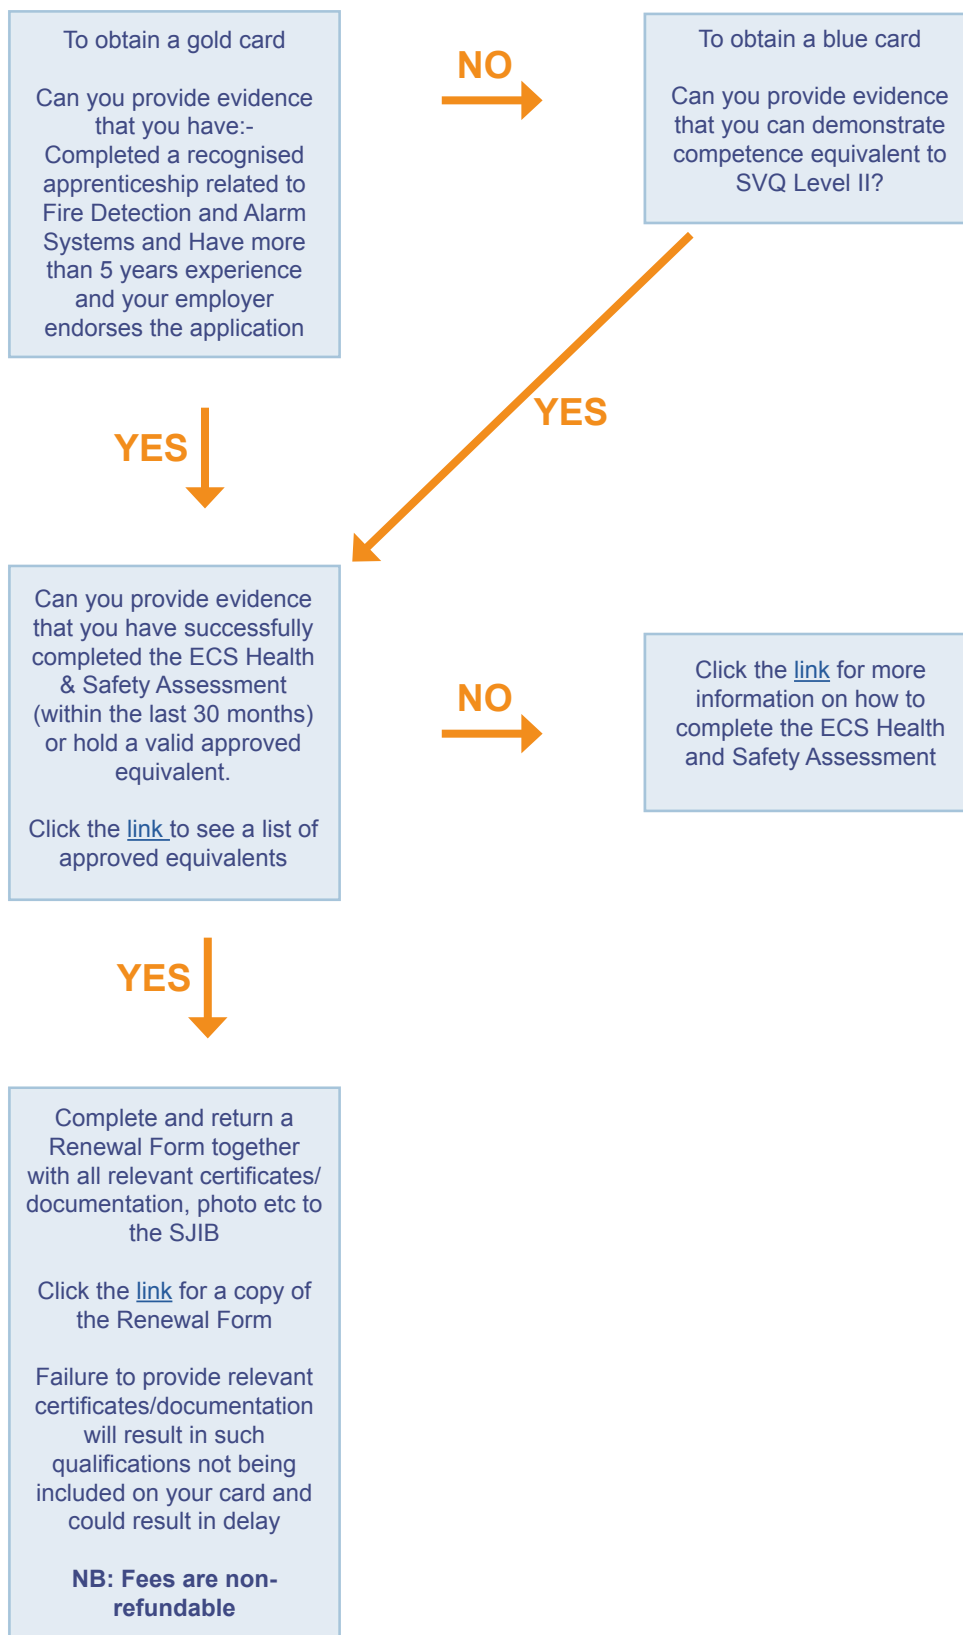 To obtain a gold card
Can you provide evidence
that you have:-
Completed a recognised
apprenticeship related to
Fire Detection and Alarm
Systems and Have more
than 5 years experience
and your employer
endorses the application
NO
To obtain a blue card
Can you provide evidence
that you can demonstrate
competence equivalent to
SVQ Level II?
YES
YES
Can you provide evidence
that you have successfully
completed the ECS Health
& Safety Assessment
(within the last 30 months)
or hold a valid approved
equivalent.
Click the link to see a list of
approved equivalents
NO
Click the link for more
information on how to
complete the ECS Health
and Safety Assessment
YES
Complete and return a
Renewal Form together
with all relevant certificates/
documentation, photo etc to
the SJIB
Click the link for a copy of
the Renewal Form
Failure to provide relevant
certificates/documentation
will result in such
qualifications not being
included on your card and
could result in delay
NB: Fees are non-
refundable